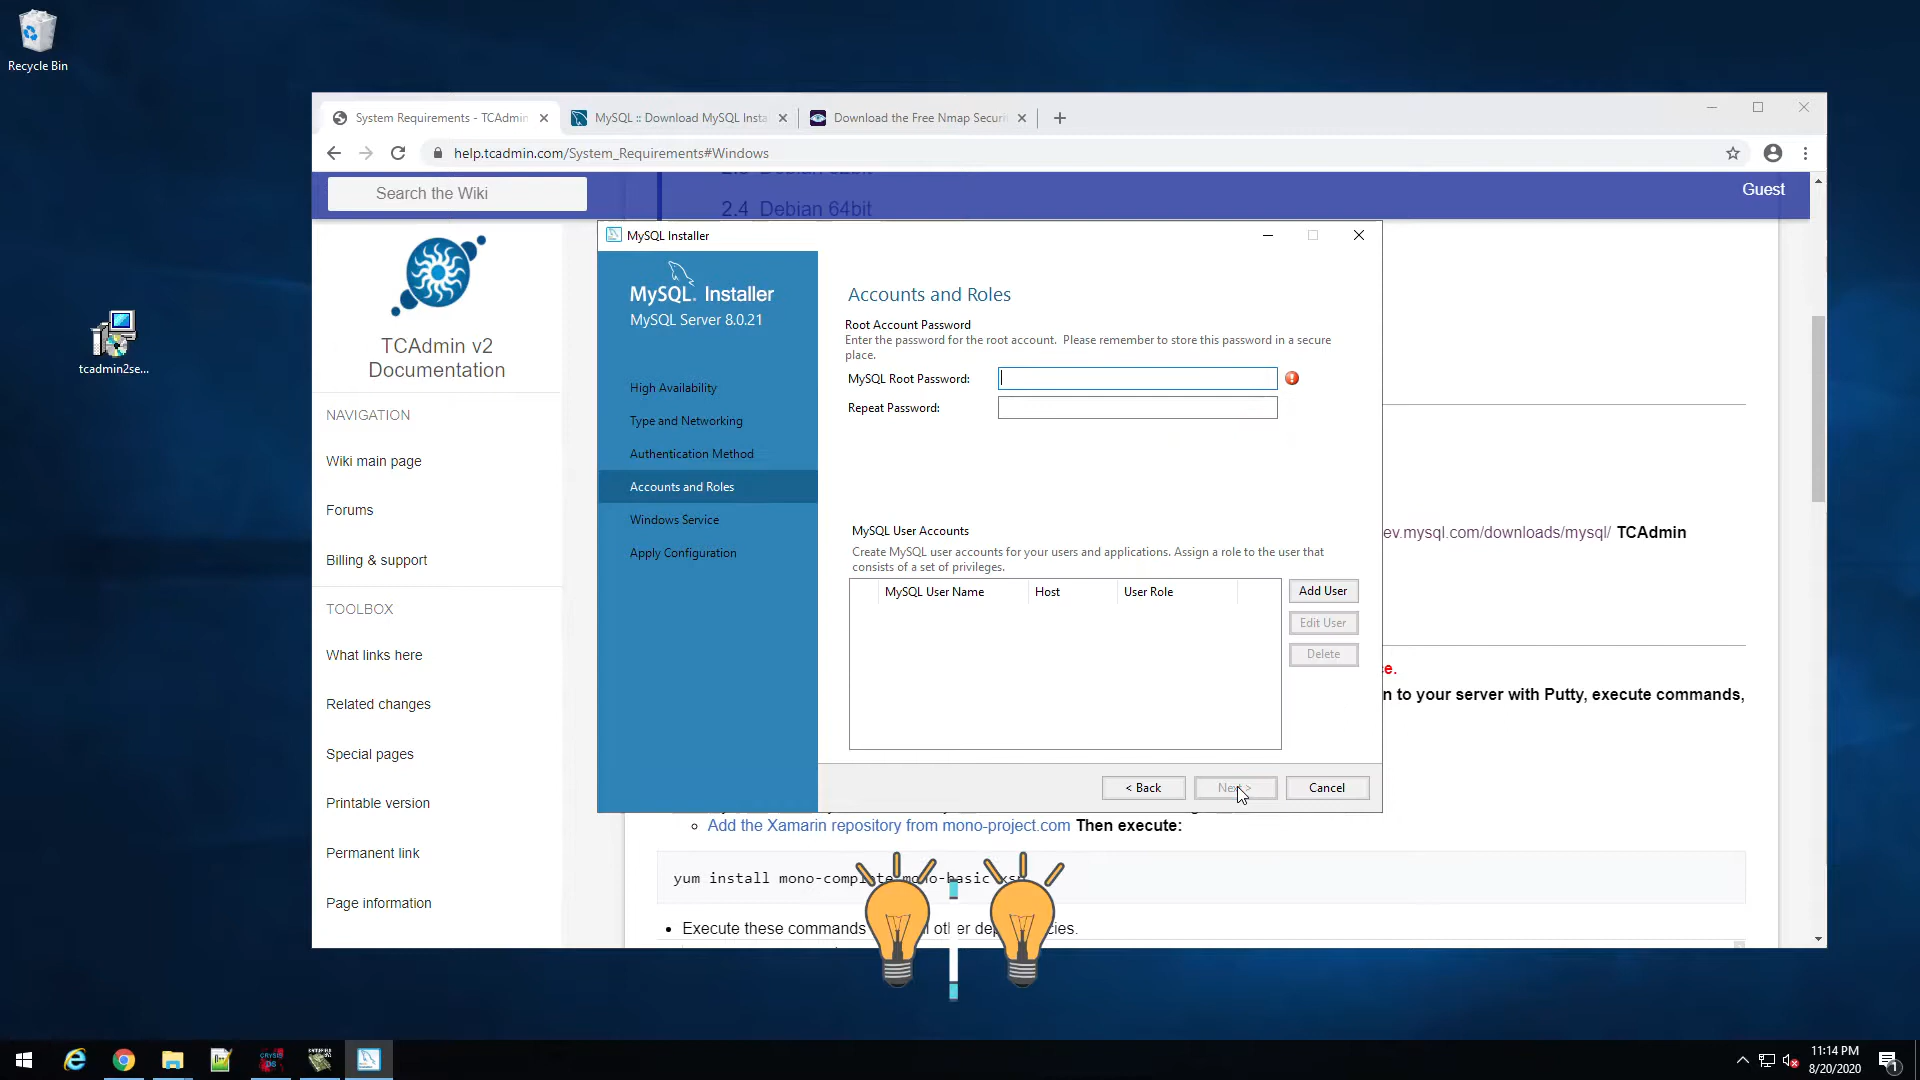 Recycle Bin
tcadmin2se...
System Requirements - TCAdmin
MySQL :: Download MySQL Insta
Download the Free Nmap Securi
help.tcadmin.com/System_Requirements#Windows
Search the Wiki
Guest
2.4 Debian 64bit
TCAdmin v2
Documentation
NAVIGATION
Wiki main page
Forums
Billing & support
TOOLBOX
What links here
Related changes
Special pages
Printable version
Permanent link
Page information
MySQL Installer
MySQL. Installer
MySQL Server 8.0.21
High Availability
Type and Networking
Authentication Method
Accounts and Roles
Windows Service
Apply Configuration
Accounts and Roles
Root Account Password
Enter the password for the root account. Please remember to store this password in a secure
place.
MySQL Root Password:
Repeat Password:
MySQL User Accounts
Create MySQL user accounts for your users and applications. Assign a role to the user that
consists of a set of privileges.
MySQL User Name Host User Role
Add User
Edit User
Delete
< Back
Next >
Cancel
ev.mysql.com/downloads/mysql/ TCAdmin
e.
n to your server with Putty, execute commands,
Add the Xamarin repository from mono-project.com Then execute:
yum install mono-complete mono-basic xsp
Execute these commands other
CRYSIS
DS
11:14 PM
8/20/2020
1